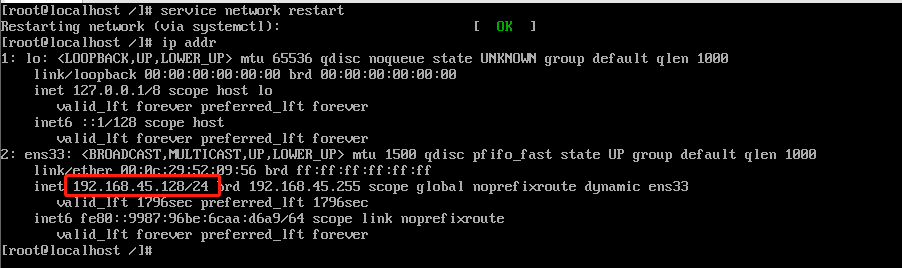 [root@localhost /]# service network restart
Restarting network (via systemctl): [ OK ]
[root@localhost /]# ip addr
1: lo: <LOOPBACK,UP,LOWER_UP> mtu 65536 qdisc noqueue state UNKNOWN group default qlen 1000
link/loopback 00:00:00:00:00:00 brd 00:00:00:00:00:00
inet 127.0.0.1/8 scope host lo
valid_lft forever preferred_lft forever
inet6 ::1/128 scope host
valid_lft forever preferred_lft forever
2: ens33: <BROADCAST,MULTICAST,UP,LOWER_UP> mtu 1500 qdisc pfifo_fast state UP group default qlen 1000
link/ether 00:0c:29:52:09:56 brd ff:ff:ff:ff:ff:ff
inet 192.168.45.128/24 brd 192.168.45.255 scope global noprefixroute dynamic ens33
valid_lft 1796sec preferred_lft 1796sec
inet6 fe80::9987:96be:6caa:d6a9/64 scope link noprefixroute
valid_lft forever preferred_lft forever
[root@localhost /]#